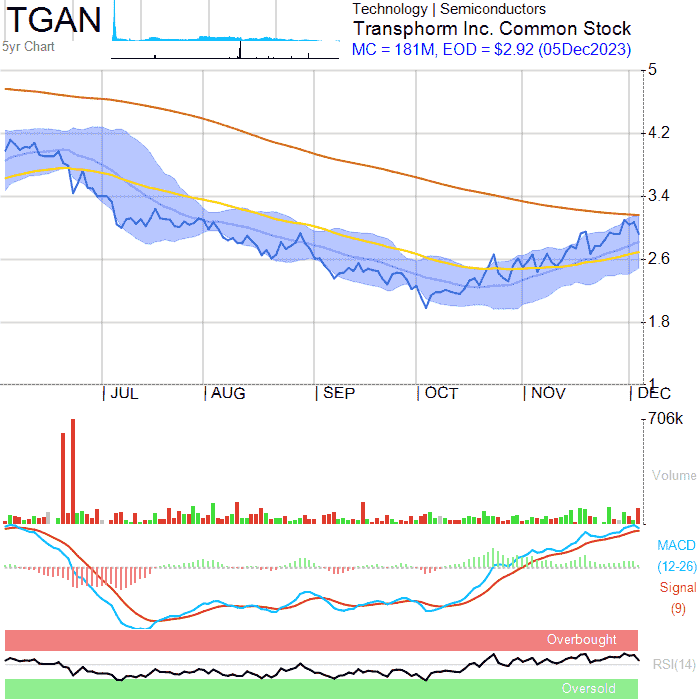 TGAN
5yr Chart
Technology | Semiconductors
Transphorm Inc. Common Stock
MC = 181M, EOD = $2.92 (05Dec2023)
5
4.2
3.4
2.6
1.8
1
JUL AUG SEP OCT NOV DEC
706k
Volume
MACD
(12-26)
Signal
(9)
Overbought
RSI(14)
Oversold